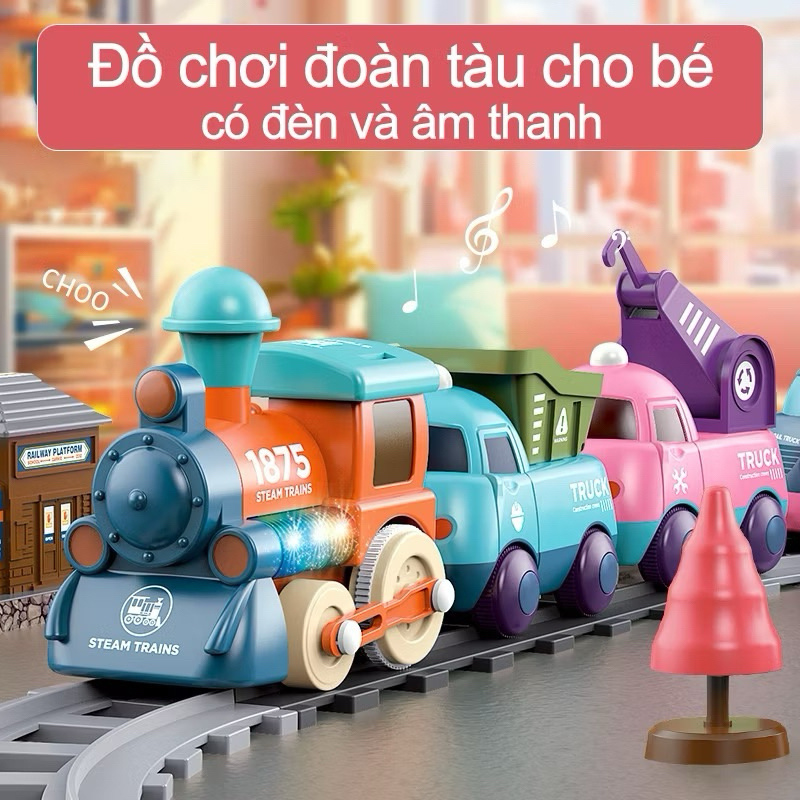 Đồ chơi đoàn tàu cho bé
có đèn và âm thanh
CHOO
RAILWAY PLATFORM
1875
STEAM TRAINS
TRUCK
TRUCK
STEAM TRAINS